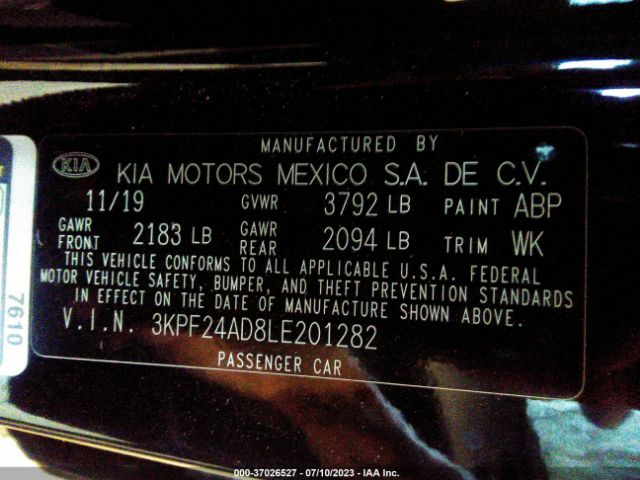 MANUFACTURED BY
KIA KIA MOTORS MEXICO S.A. DE C.V.
11/19 GVWR 3792 LB PAINT ABP
GAWR FRONT 2183 LB GAWR REAR 2094 LB TRIM WK
THIS VEHICLE CONFORMS TO ALL APPLICABLE U.S.A. FEDERAL
MOTOR VEHICLE SAFETY, BUMPER, AND THEFT PREVENTION STANDARDS
IN EFFECT ON THE DATE OF MANUFACTURE SHOWN ABOVE.
V.I.N. 3KPF24AD8LE201282
PASSENGER CAR
7610
000-37026527 - 07/10/2023 - IAA Inc.